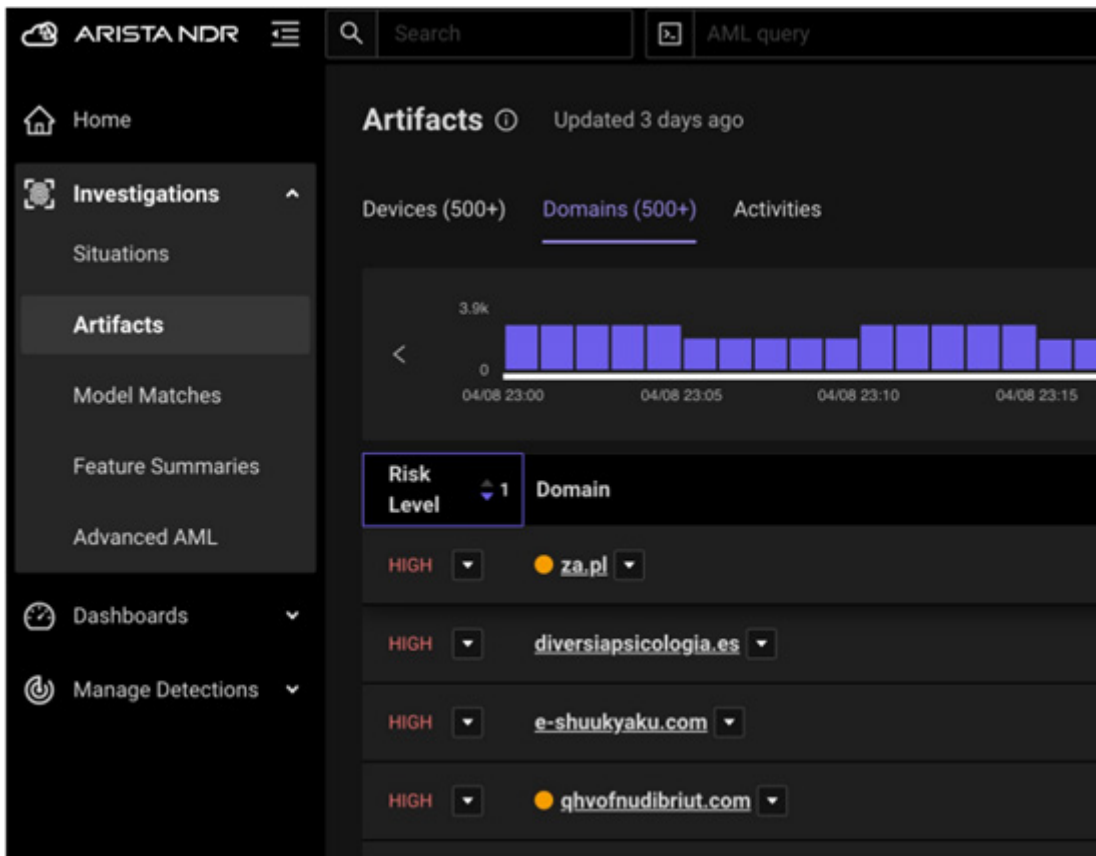 ARISTA NDR
Search
AML query
Home
Investigations
Situations
Artifacts
Model Matches
Feature Summaries
Advanced AML
Dashboards
Manage Detections
Artifacts Updated 3 days ago
Devices (500+) Domains (500+) Activities
3.9k
0
04/08 23:00 04/08 23:05 04/08 23:10 04/08 23:15
Risk
Level 1 Domain
HIGH za.pl
HIGH diversiapsicologia.es
HIGH e-shuukyaku.com
HIGH qhvofnudibriut.com